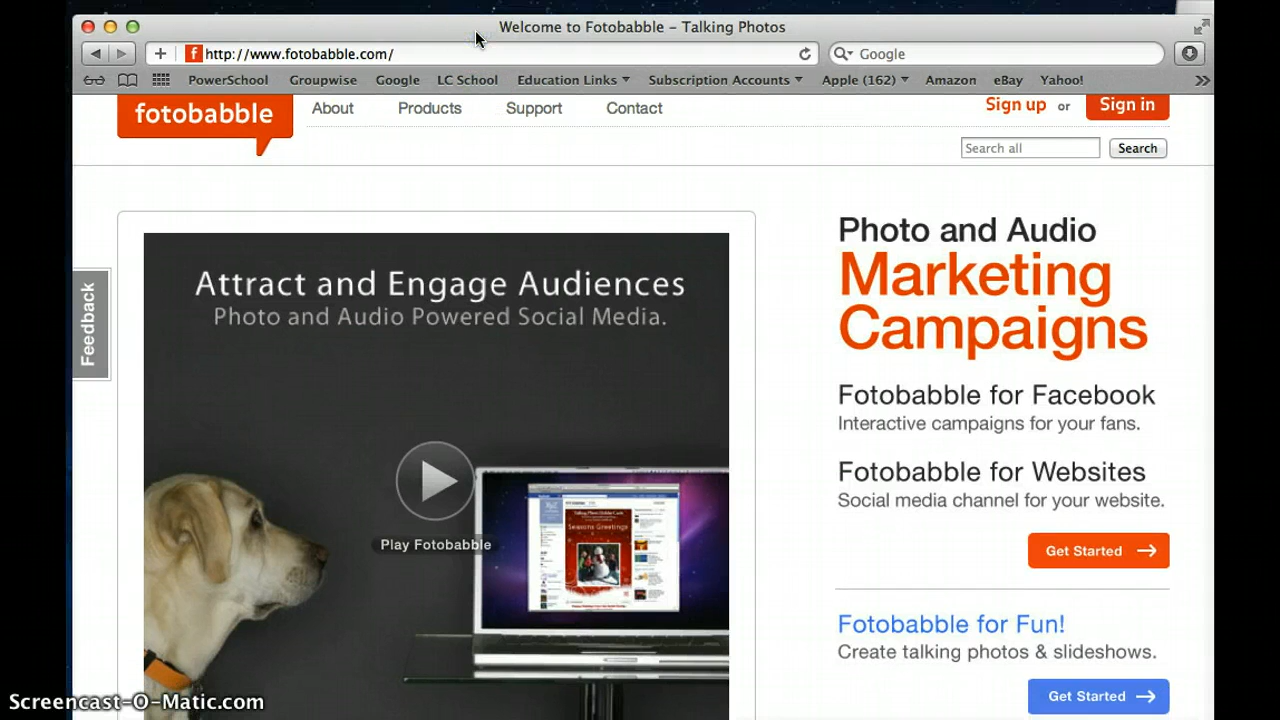 Welcome to Fotobabble – Talking Photos
http://www.fotobabble.com/
Google
PowerSchool Groupwise Google LC School Education Links Subscription Accounts Apple (162) Amazon eBay Yahoo!
fotobabble
About Products Support Contact
Sign up or Sign in
Search all Search
Feedback
Attract and Engage Audiences
Photo and Audio Powered Social Media.
Play Fotobabble
Seasons Greetings
Photo and Audio
Marketing
Campaigns
Fotobabble for Facebook
Interactive campaigns for your fans.
Fotobabble for Websites
Social media channel for your website.
Get Started
Fotobabble for Fun!
Create talking photos & slideshows.
Get Started
Screencast-O-Matic.com